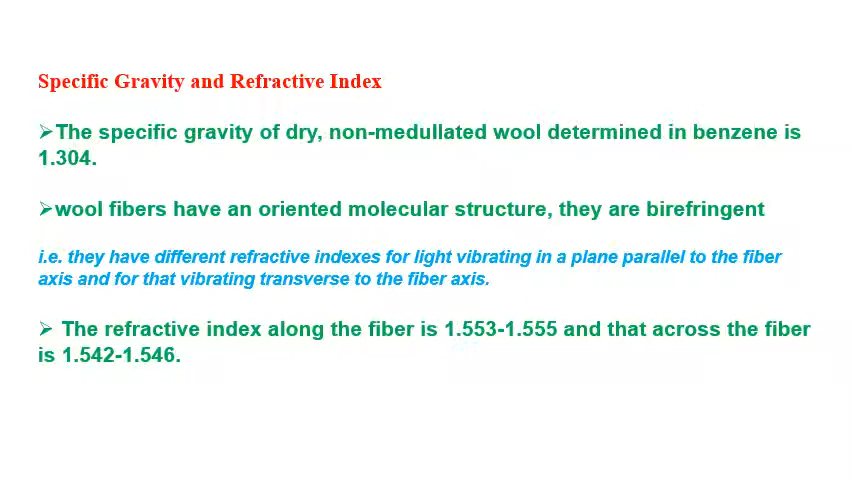 Specific Gravity and Refractive Index
➢The specific gravity of dry, non-medullated wool determined in benzene is
1.304.
➢wool fibers have an oriented molecular structure, they are birefringent
i.e. they have different refractive indexes for light vibrating in a plane parallel to the fiber
axis and for that vibrating transverse to the fiber axis.
➢ The refractive index along the fiber is 1.553-1.555 and that across the fiber
is 1.542-1.546.